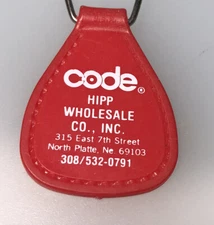 code®
HIPP
WHOLESALE
CO., INC.
315 East 7th Street
North Platte, Ne. 69103
308/532-0791